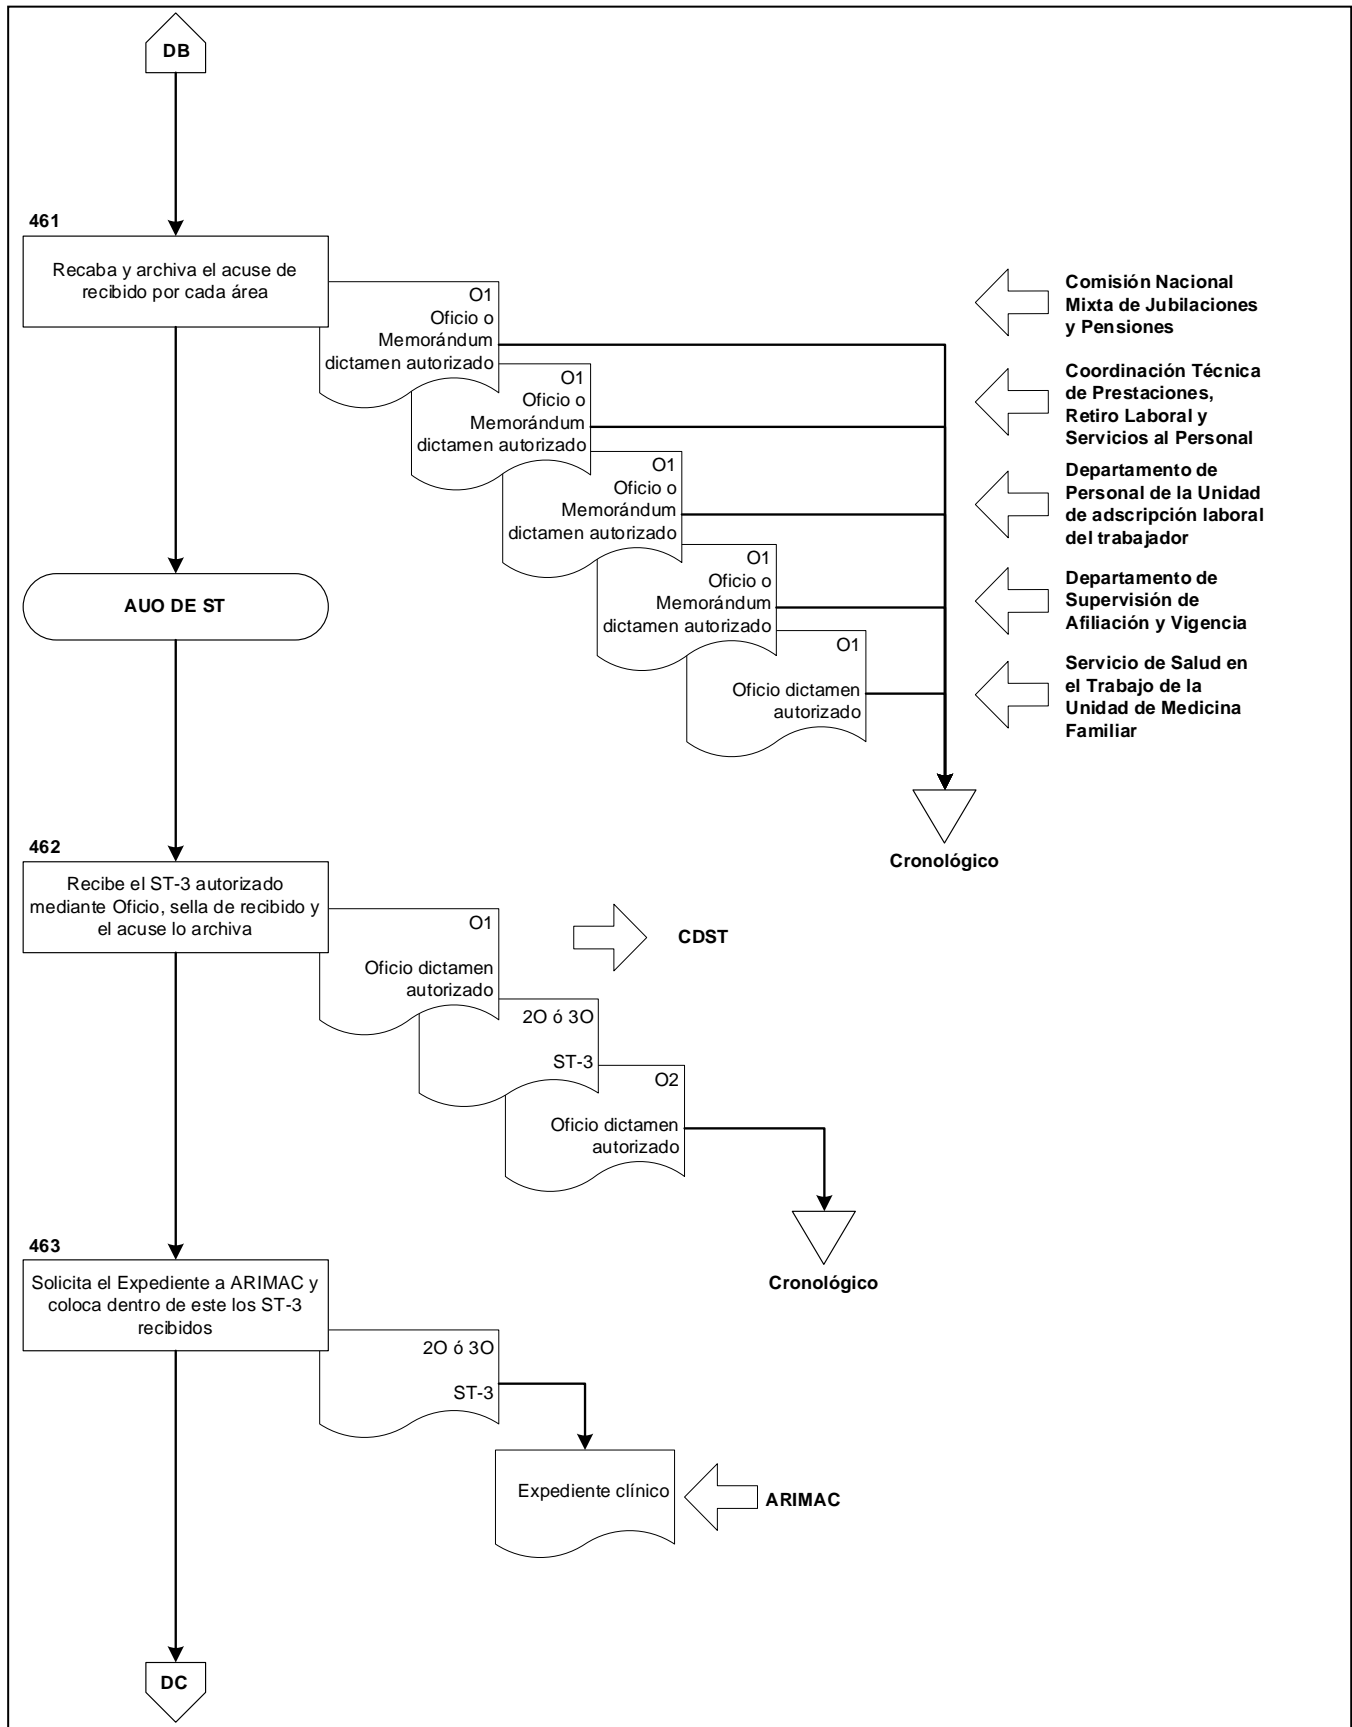 DB
461
Recaba y archiva el acuse de
recibido por cada área
O1
Oficio o
Memorándum
dictamen autorizado
O1
Oficio o
Memorándum
dictamen autorizado
O1
Oficio o
Memorándum
dictamen autorizado
O1
Oficio o
Memorándum
dictamen autorizado
O1
Oficio dictamen
autorizado
Comisión Nacional
Mixta de Jubilaciones
y Pensiones
Coordinación Técnica
de Prestaciones,
Retiro Laboral y
Servicios al Personal
Departamento de
Personal de la Unidad
de adscripción laboral
del trabajador
Departamento de
Supervisión de
Afiliación y Vigencia
Servicio de Salud en
el Trabajo de la
Unidad de Medicina
Familiar
Cronológico
AUO DE ST
462
Recibe el ST-3 autorizado
mediante Oficio, sella de recibido y
el acuse lo archiva
O1
Oficio dictamen
autorizado
CDST
2O ó 3O
ST-3
O2
Oficio dictamen
autorizado
Cronológico
463
Solicita el Expediente a ARIMAC y
coloca dentro de este los ST-3
recibidos
2O ó 3O
ST-3
Expediente clínico
ARIMAC
DC